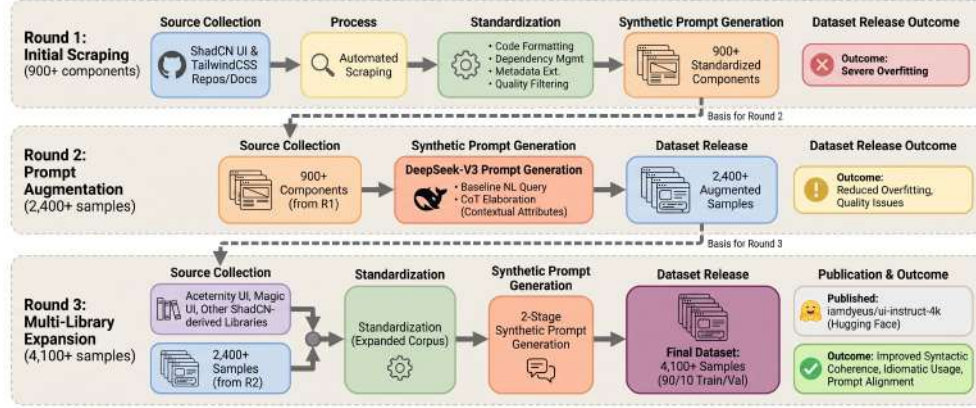 Round 1:
Initial Scraping
(900+ components)
Source Collection
ShadCN UI &
TailwindCSS
Repos/Docs
Process
Automated
Scraping
Standardization
• Code Formatting
• Dependency Mgmt
• Metadata Ext.
• Quality Filtering
Synthetic Prompt Generation
900+
Standardized
Components
Dataset Release Outcome
Outcome:
Severe Overfitting
Basis for Round 2
Round 2:
Prompt
Augmentation
(2,400+ samples)
Source Collection
900+
Components
(from R1)
Synthetic Prompt Generation
DeepSeek-V3 Prompt Generation
• Baseline NL Query
• CoT Elaboration
(Contextual Attributes)
Dataset Release
2,400+
Augmented
Samples
Dataset Release Outcome
Outcome:
Reduced Overfitting,
Quality Issues
Basis for Round 3
Round 3:
Multi-Library
Expansion
(4,100+ samples)
Source Collection
Aceternity UI, Magic
UI, Other ShadCN-
derived Libraries
2,400+
Samples
(from R2)
Standardization
Standardization
(Expanded Corpus)
Synthetic Prompt
Generation
2-Stage
Synthetic Prompt
Generation
Dataset Release
Final Dataset:
4,100+ Samples
(90/10 Train/Val)
Publication & Outcome
Published:
iamdyeus/ui-instruct-4k
(Hugging Face)
Outcome: Improved Syntactic
Coherence, Idiomatic Usage,
Prompt Alignment